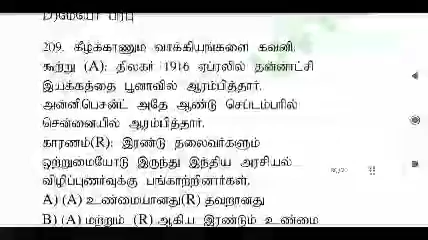 209. கீழ்க்காணும் வாக்கியங்களை கவனி.
கூற்று (A): திலகர் 1916 ஏப்ரலில் தன்னாட்சி
இயக்கத்தை பூனாவில் ஆரம்பித்தார்.
அன்னிபெசன்ட் அதே ஆண்டு செப்டம்பரில்
சென்னையில் ஆரம்பித்தார்.
காரணம்(R): இரண்டு தலைவர்களும்
ஒற்றுமையோடு இருந்து இந்திய அரசியல்
விழிப்புணர்வுக்கு பங்காற்றினார்கள்.
A) (A) உண்மையானது(R) தவறானது
B) (A) மற்றும் (R) ஆகிய இரண்டும் உண்மை